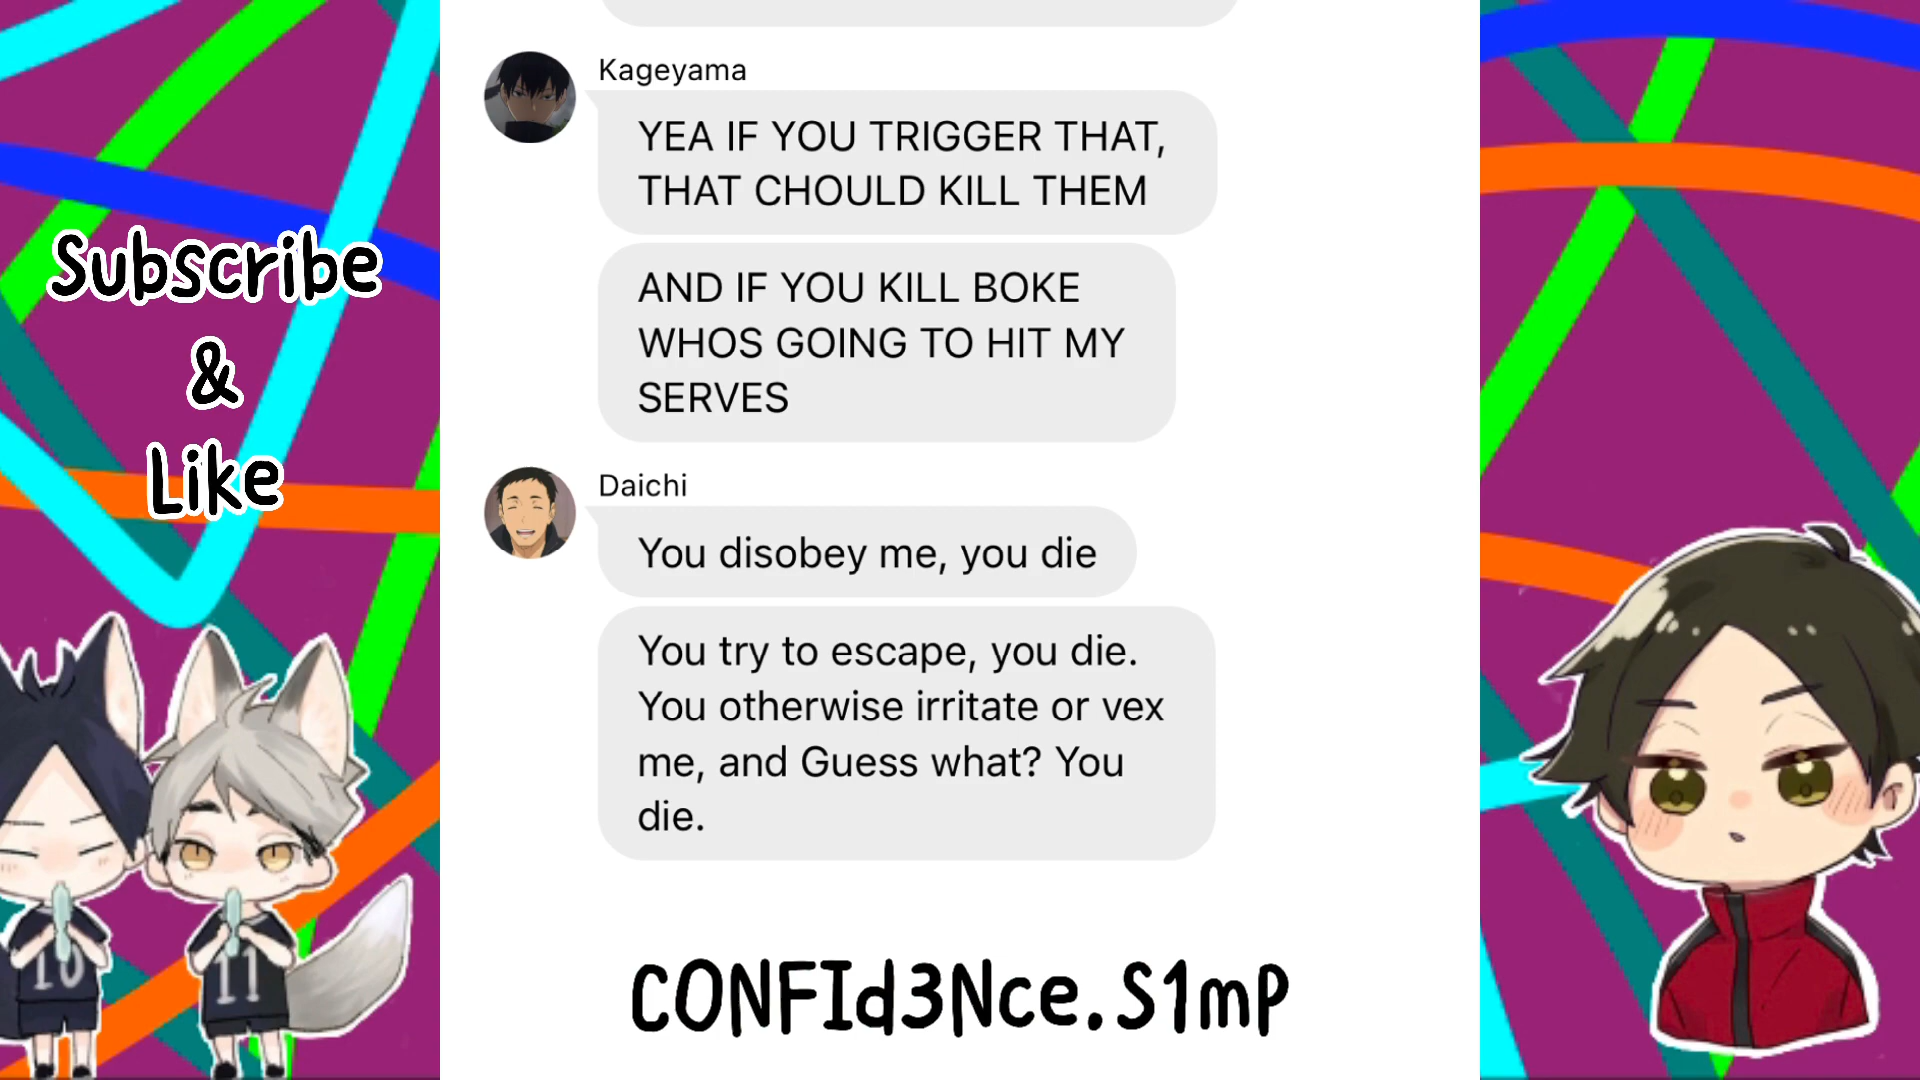 Kageyama
YEA IF YOU TRIGGER THAT,
THAT CHOULD KILL THEM
AND IF YOU KILL BOKE
WHOS GOING TO HIT MY
SERVES
Daichi
You disobey me, you die
You try to escape, you die.
You otherwise irritate or vex
me, and Guess what? You
die.
Subscribe
&
Like
10
11
CONFId3Nce.S1mP